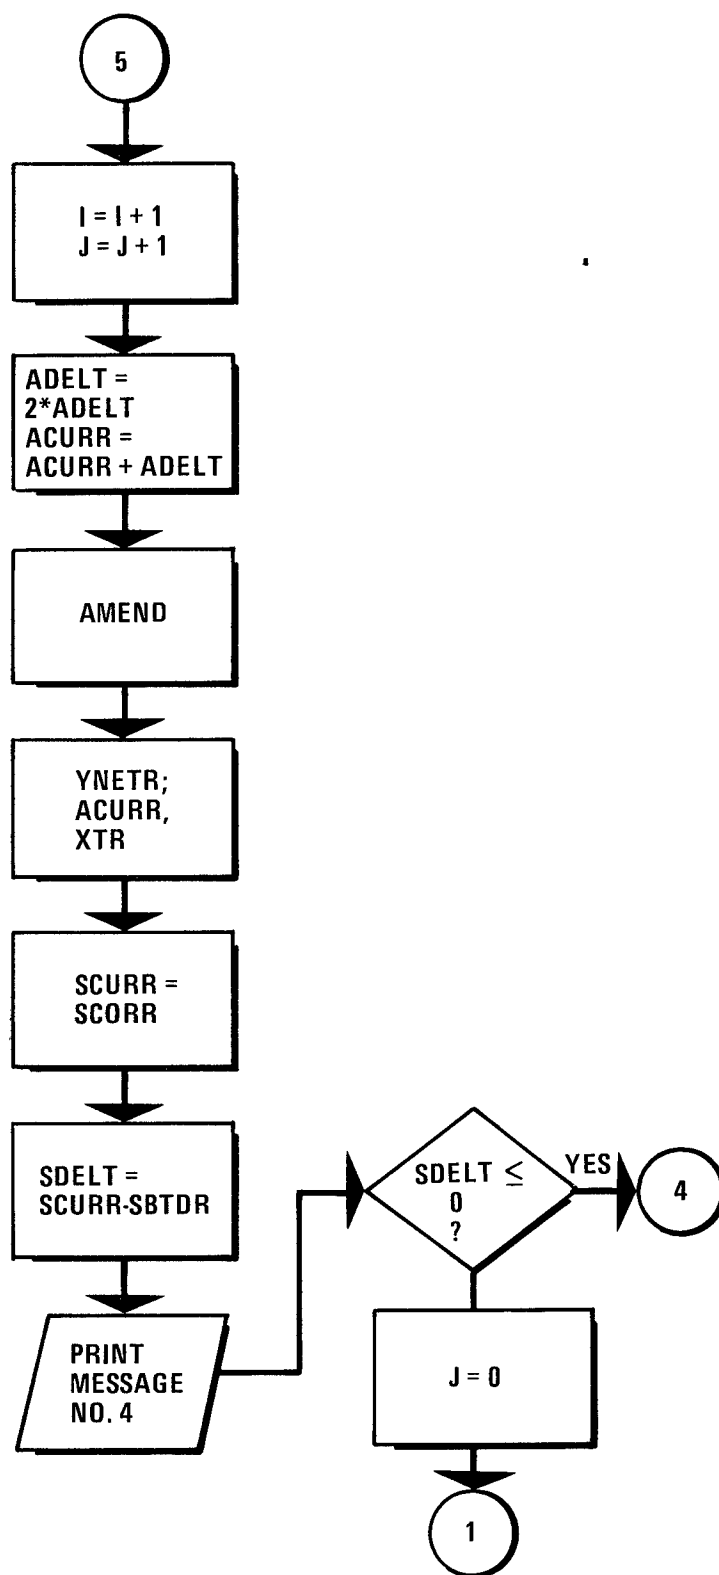 5
I = I + 1
J = J + 1
ADELT =
2*ADELT
ACURR =
ACURR + ADELT
AMEND
YNETR;
ACURR,
XTR
SCURR =
SCORR
SDELT =
SCURR-SBTDR
PRINT
MESSAGE
NO. 4
SDELT ≤
0
?
YES
4
J = 0
1